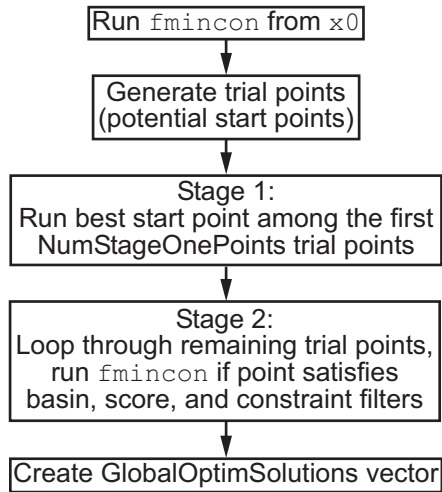 Run fmincon from x0
Generate trial points
(potential start points)
Stage 1:
Run best start point among the first
NumStageOnePoints trial points
Stage 2:
Loop through remaining trial points,
run fmincon if point satisfies
basin, score, and constraint filters
Create GlobalOptimSolutions vector